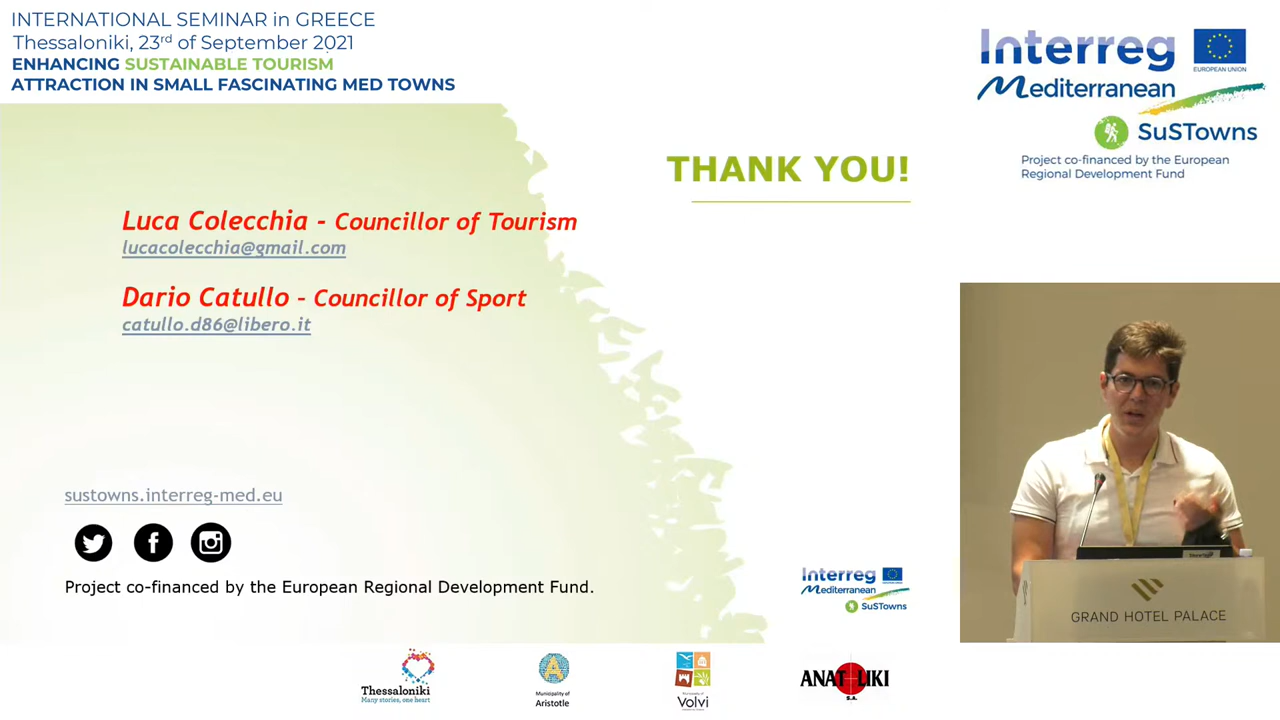 INTERNATIONAL SEMINAR in GREECE
Thessaloniki, 23rd of September 2021
ENHANCING SUSTAINABLE TOURISM
ATTRACTION IN SMALL FASCINATING MED TOWNS
Interreg
EUROPEAN UNION
Mediterranean
SuSTowns
Project co-financed by the European
Regional Development Fund
THANK YOU!
Luca Colecchia - Councillor of Tourism
lucacolecchia@gmail.com
Dario Catullo – Councillor of Sport
catullo.d86@libero.it
sustowns.interreg-med.eu
Project co-financed by the European Regional Development Fund.
Interreg
Mediterranean
SuSTowns
GRAND HOTEL PALACE
Thessaloniki
Many stories, one heart
Municipality of
Aristotle
Volvi
ANATOLIKI
S.A.